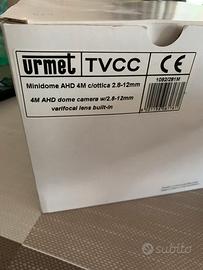 urmet TVCC CE
Minidome AHD 4M c/ottica 2.8-12mm 1092/291M
4M AHD dome camera w/2.8-12mm
varifocal lens built-in
subito